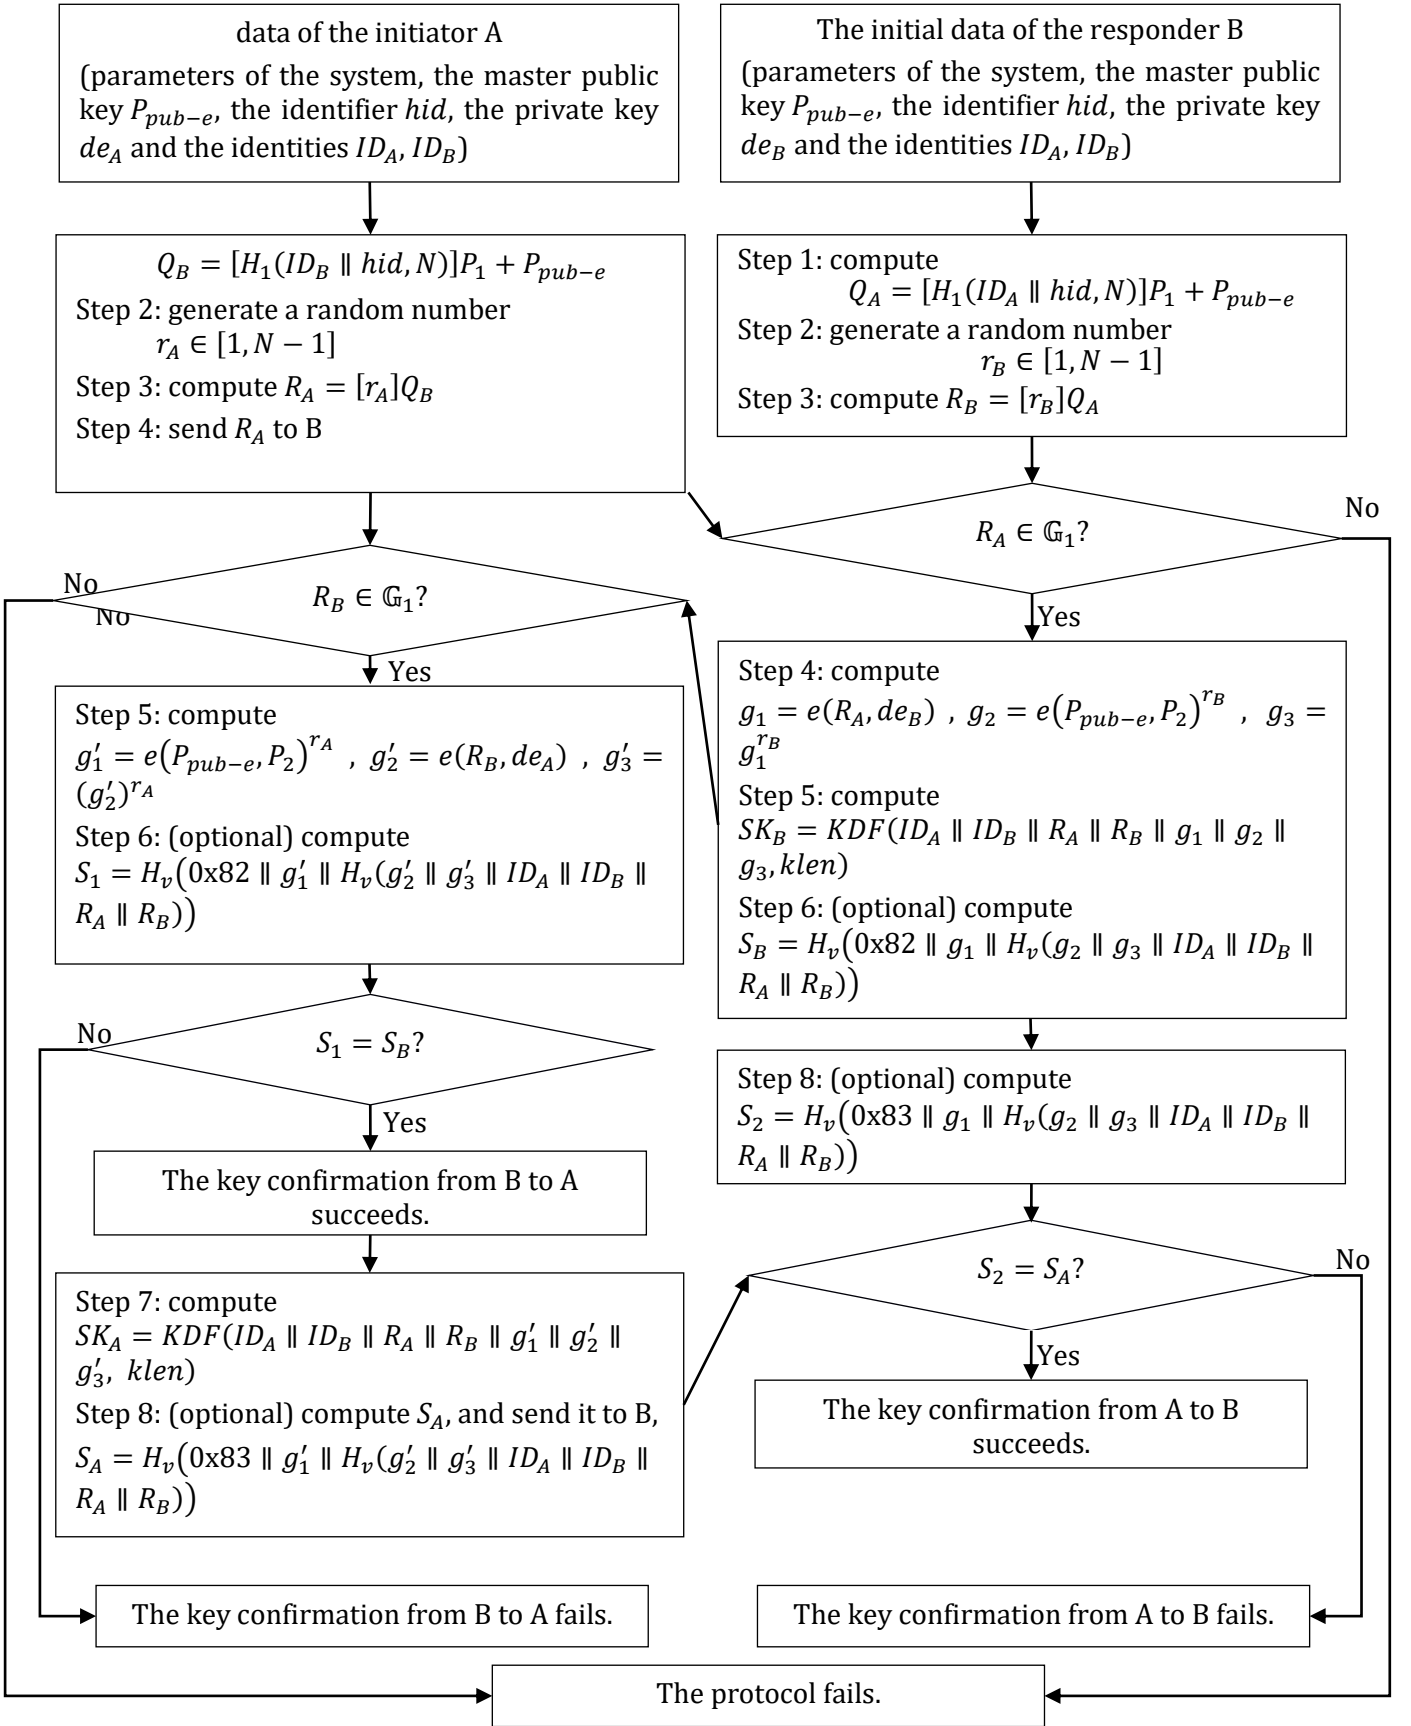 data of the initiator A
(parameters of the system, the master public
key P_{pub−e}, the identifier hid, the private key
de_A and the identities ID_A, ID_B)
The initial data of the responder B
(parameters of the system, the master public
key P_{pub−e}, the identifier hid, the private key
de_B and the identities ID_A, ID_B)
Q_B = [H_1(ID_B ∥ hid, N)]P_1 + P_{pub−e}
Step 2: generate a random number
r_A ∈ [1, N − 1]
Step 3: compute R_A = [r_A]Q_B
Step 4: send R_A to B
Step 1: compute
Q_A = [H_1(ID_A ∥ hid, N)]P_1 + P_{pub−e}
Step 2: generate a random number
r_B ∈ [1, N − 1]
Step 3: compute R_B = [r_B]Q_A
R_A ∈ 𝔾_1?
No
Yes
R_B ∈ 𝔾_1?
No
No
Yes
Step 4: compute
g_1 = e(R_A, de_B) , g_2 = e(P_{pub−e}, P_2)^{r_B} , g_3 =
g_1^{r_B}
Step 5: compute
SK_B = KDF(ID_A ∥ ID_B ∥ R_A ∥ R_B ∥ g_1 ∥ g_2 ∥
g_3, klen)
Step 6: (optional) compute
S_B = H_v(0x82 ∥ g_1 ∥ H_v(g_2 ∥ g_3 ∥ ID_A ∥ ID_B ∥
R_A ∥ R_B))
Step 5: compute
g′_1 = e(P_{pub−e}, P_2)^{r_A} , g′_2 = e(R_B, de_A) , g′_3 =
(g′_2)^{r_A}
Step 6: (optional) compute
S_1 = H_v(0x82 ∥ g′_1 ∥ H_v(g′_2 ∥ g′_3 ∥ ID_A ∥ ID_B ∥
R_A ∥ R_B))
S_1 = S_B?
No
Yes
The key confirmation from B to A
succeeds.
Step 8: (optional) compute
S_2 = H_v(0x83 ∥ g_1 ∥ H_v(g_2 ∥ g_3 ∥ ID_A ∥ ID_B ∥
R_A ∥ R_B))
S_2 = S_A?
No
Yes
The key confirmation from A to B
succeeds.
Step 7: compute
SK_A = KDF(ID_A ∥ ID_B ∥ R_A ∥ R_B ∥ g′_1 ∥ g′_2 ∥
g′_3, klen)
Step 8: (optional) compute S_A, and send it to B,
S_A = H_v(0x83 ∥ g′_1 ∥ H_v(g′_2 ∥ g′_3 ∥ ID_A ∥ ID_B ∥
R_A ∥ R_B))
The key confirmation from B to A fails.
The key confirmation from A to B fails.
The protocol fails.